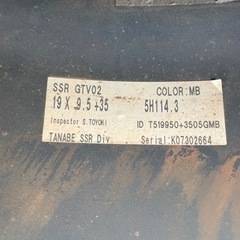 SSR GTV02 COLOR:MB
19 X 9.5 +35 5H114.3
Inspector S.TOYOKI ID T519950+3505GMB
TANABE SSR Div. Serial:K07302664